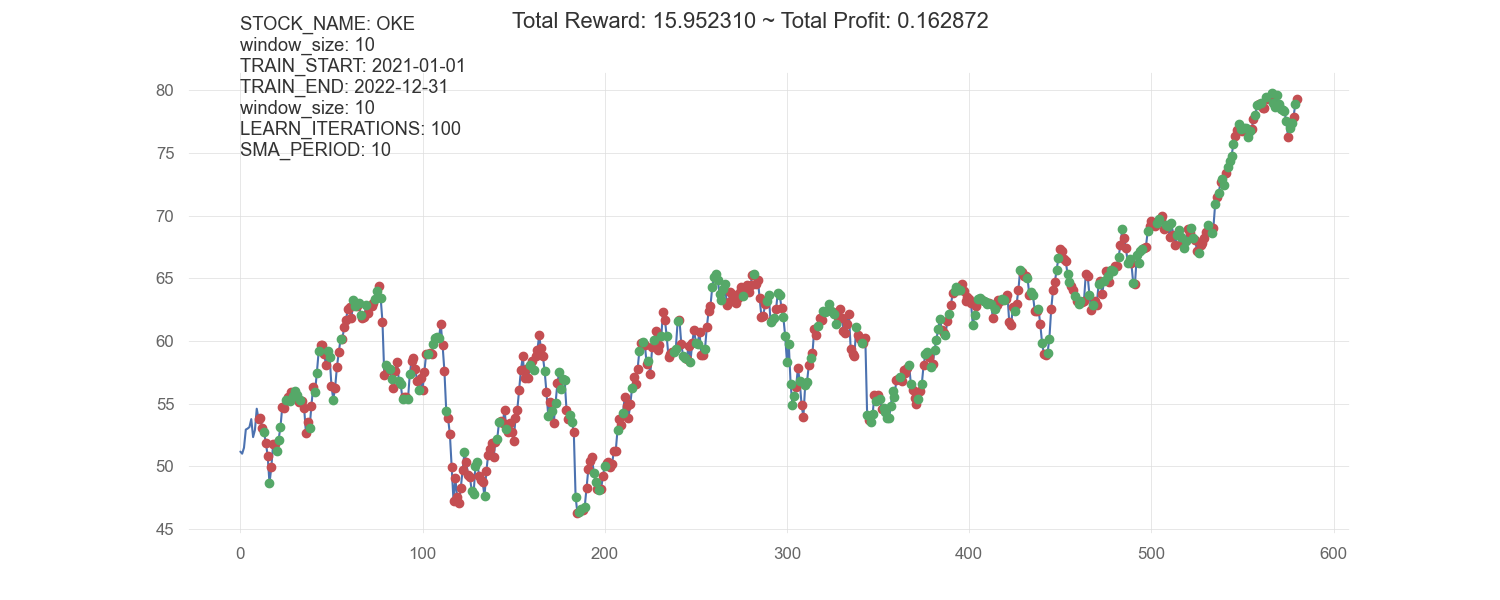 Total Reward: 15.952310 ~ Total Profit: 0.162872
STOCK_NAME: OKE
window_size: 10
TRAIN_START: 2021-01-01
TRAIN_END: 2022-12-31
window_size: 10
LEARN_ITERATIONS: 100
SMA_PERIOD: 10
80
75
70
65
60
55
50
45
0 100 200 300 400 500 600